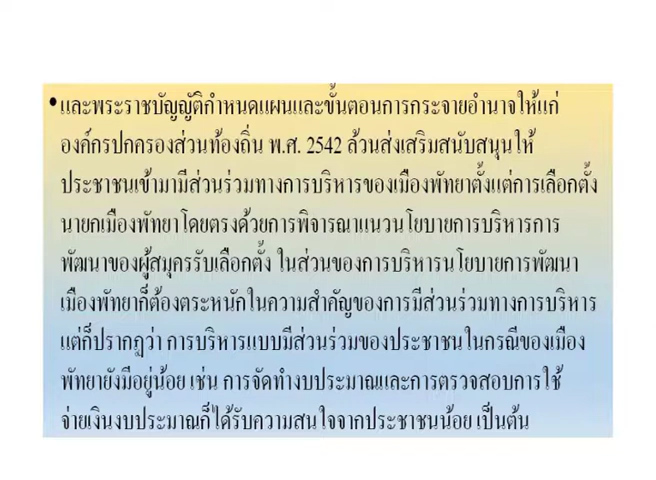 • และพระราชบัญญัติกำหนดแผนและขั้นตอนการกระจายอำนาจให้แก่
องค์กรปกครองส่วนท้องถิ่น พ.ศ. 2542 ล้วนส่งเสริมสนับสนุนให้
ประชาชนเข้ามามีส่วนร่วมทางการบริหารของเมืองพัทยาตั้งแต่การเลือกตั้ง
นายกเมืองพัทยาโดยตรงด้วยการพิจารณาแนวนโยบายการบริหารการ
พัฒนาของผู้สมุครรับเลือกตั้ง ในส่วนของการบริหารนโยบายการพัฒนา
เมืองพัทยาก็ต้องตระหนักในความสำคัญของการมีส่วนร่วมทางการบริหาร
แต่ก็ปรากฏว่า การบริหารแบบมีส่วนร่วมของประชาชนในกรณีของเมือง
พัทยายังมีอยู่น้อย เช่น การจัดทำงบประมาณและการตรวจสอบการใช้
จ่ายเงินงบประมาณก็ได้รับความสนใจจากประชาชนน้อย เป็นต้น